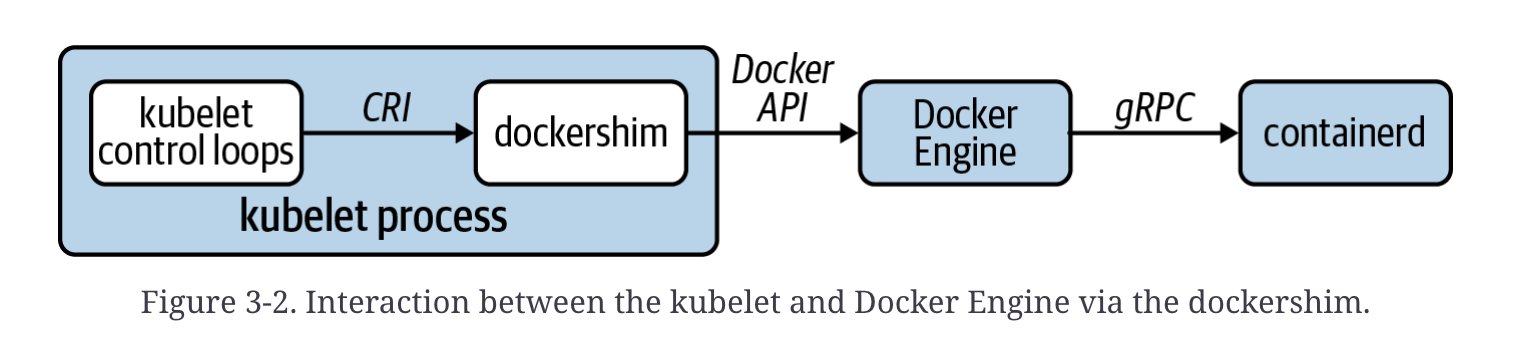 kubelet
control loops
CRI
dockershim
kubelet process
Docker
API
Docker
Engine
gRPC
containerd
Figure 3-2. Interaction between the kubelet and Docker Engine via the dockershim.